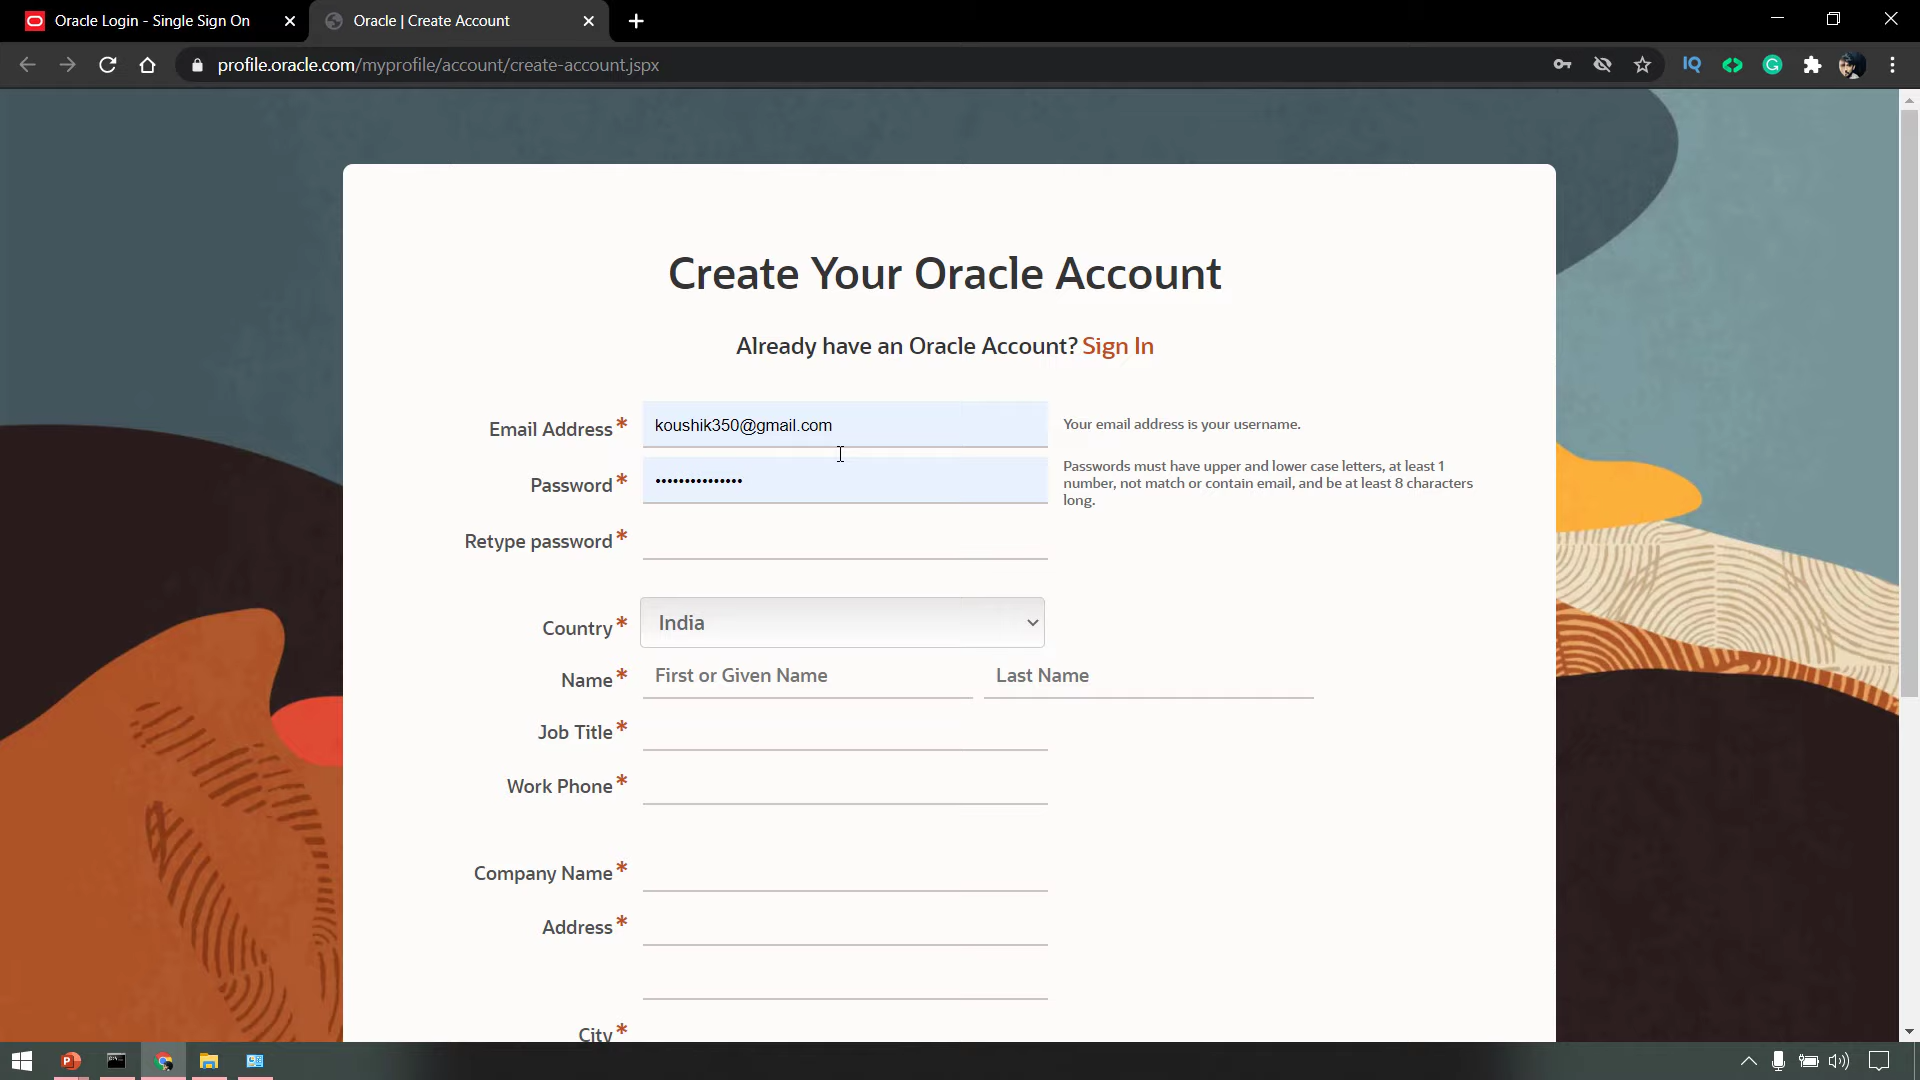 Oracle Login - Single Sign On
Oracle | Create Account
profile.oracle.com/myprofile/account/create-account.jspx
IQ
Create Your Oracle Account
Already have an Oracle Account? Sign In
Email Address*
koushik350@gmail.com
Your email address is your username.
Password*
•••••••••••••••
Passwords must have upper and lower case letters, at least 1
number, not match or contain email, and be at least 8 characters
long.
Retype password*
Country*
India
Name*
First or Given Name
Last Name
Job Title*
Work Phone*
Company Name*
Address*
City*